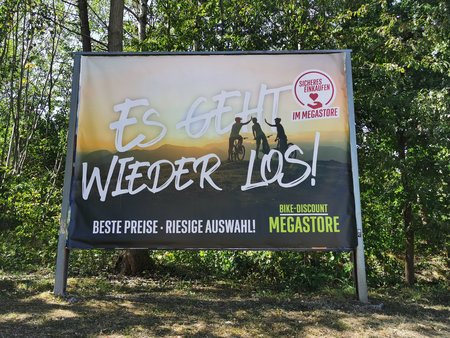 SICHERES
EINKAUFEN
IM MEGASTORE
ES GEHT
WIEDER LOS!
BESTE PREISE · RIESIGE AUSWAHL!
BIKE-DISCOUNT
MEGASTORE